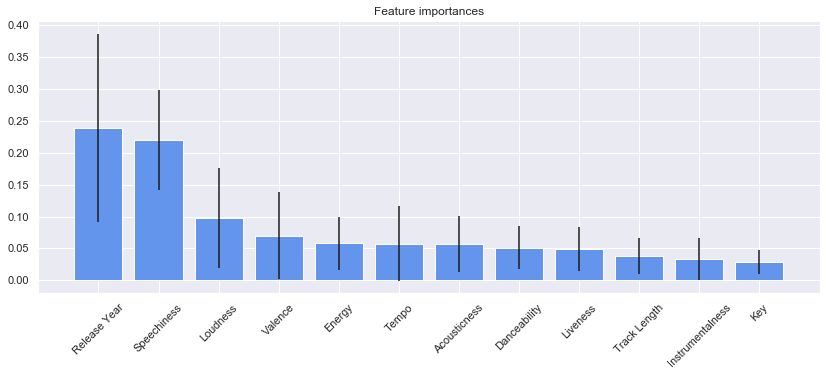 Feature importances
0.40
0.35
0.30
0.25
0.20
0.15
0.10
0.05
0.00
Release Year
Speechiness
Loudness
Valence
Energy
Tempo
Acousticness
Danceability
Liveness
Track Length
Instrumentalness
Key